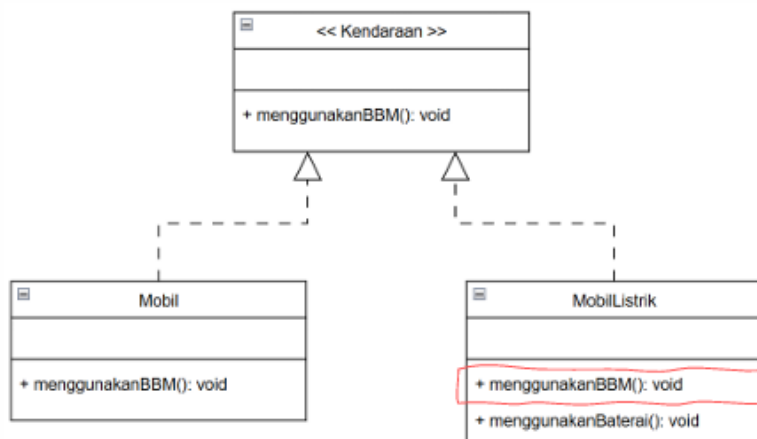 << Kendaraan >>
+ menggunakanBBM(): void
Mobil
+ menggunakanBBM(): void
MobilListrik
+ menggunakanBBM(): void
+ menggunakanBaterai(): void